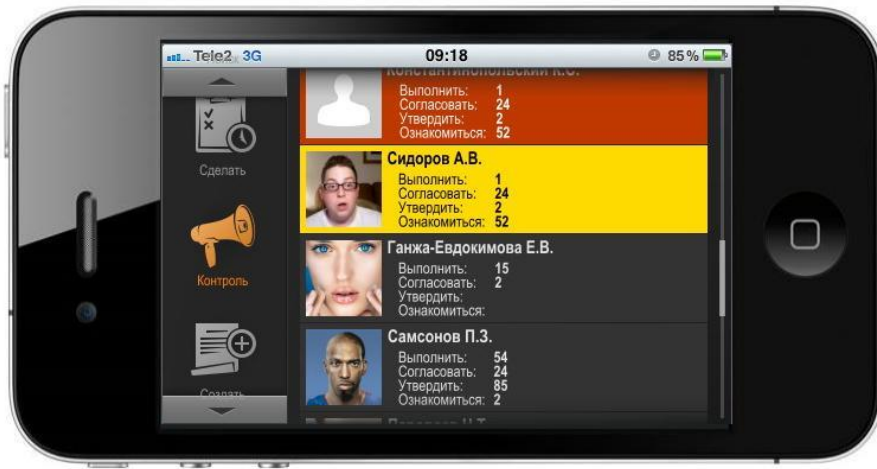 Tele2 3G 09:18 85%
Сделать
Контроль
Создать
Константинопольский К.С.
Выполнить: 1
Согласовать: 24
Утвердить: 2
Ознакомиться: 52
Сидоров А.В.
Выполнить: 1
Согласовать: 24
Утвердить: 2
Ознакомиться: 52
Ганжа-Евдокимова Е.В.
Выполнить: 15
Согласовать: 2
Утвердить:
Ознакомиться:
Самсонов П.З.
Выполнить: 54
Согласовать: 24
Утвердить: 85
Ознакомиться: 2